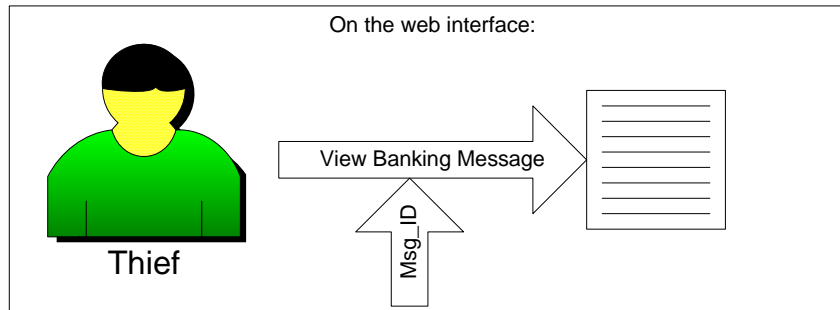 On the web interface:
View Banking Message
Msg_ID
Thief